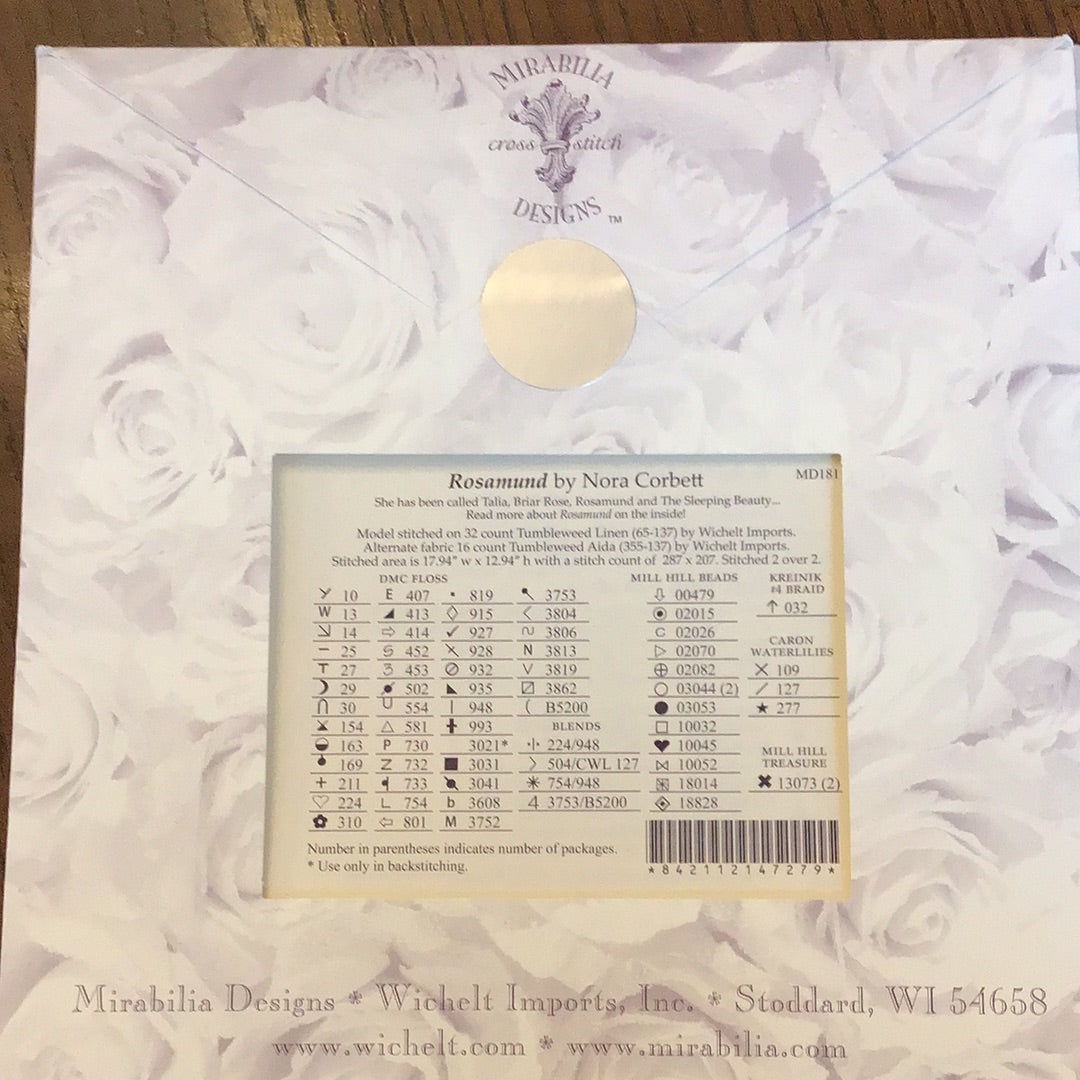 MIRABILIA
cross stitch
DESIGNS ™
Rosamund by Nora Corbett MD181
She has been called Talia, Briar Rose, Rosamund and The Sleeping Beauty...
Read more about Rosamund on the inside!
Model stitched on 32 count Tumbleweed Linen (65-137) by Wichelt Imports.
Alternate fabric 16 count Tumbleweed Aida (355-137) by Wichelt Imports.
Stitched area is 17.94" w x 12.94" h with a stitch count of 287 x 207. Stitched 2 over 2.
DMC FLOSS
10 E 407 819 3753
W 13 413 915 3804
14 414 927 3806
25 452 928 N 3813
T 27 453 932 V 3819
29 502 935 3862
30 554 948 ( B5200
154 581 993 BLENDS
163 P 730 3021* 224/948
169 Z 732 3031 504/CWL 127
+ 211 733 3041 754/948
224 L 754 b 3608 4 3753/B5200
310 801 M 3752
MILL HILL BEADS
00479
02015
C 02026
02070
02082
03044 (2)
03053
10032
10045
10052
18014
18828
KREINIK
#4 BRAID
032
CARON
WATERLILIES
109
127
277
MILL HILL
TREASURE
13073 (2)
Number in parentheses indicates number of packages.
* Use only in backstitching.
*842112147279*
Mirabilia Designs * Wichelt Imports, Inc. * Stoddard, WI 54658
www.wichelt.com * www.mirabilia.com